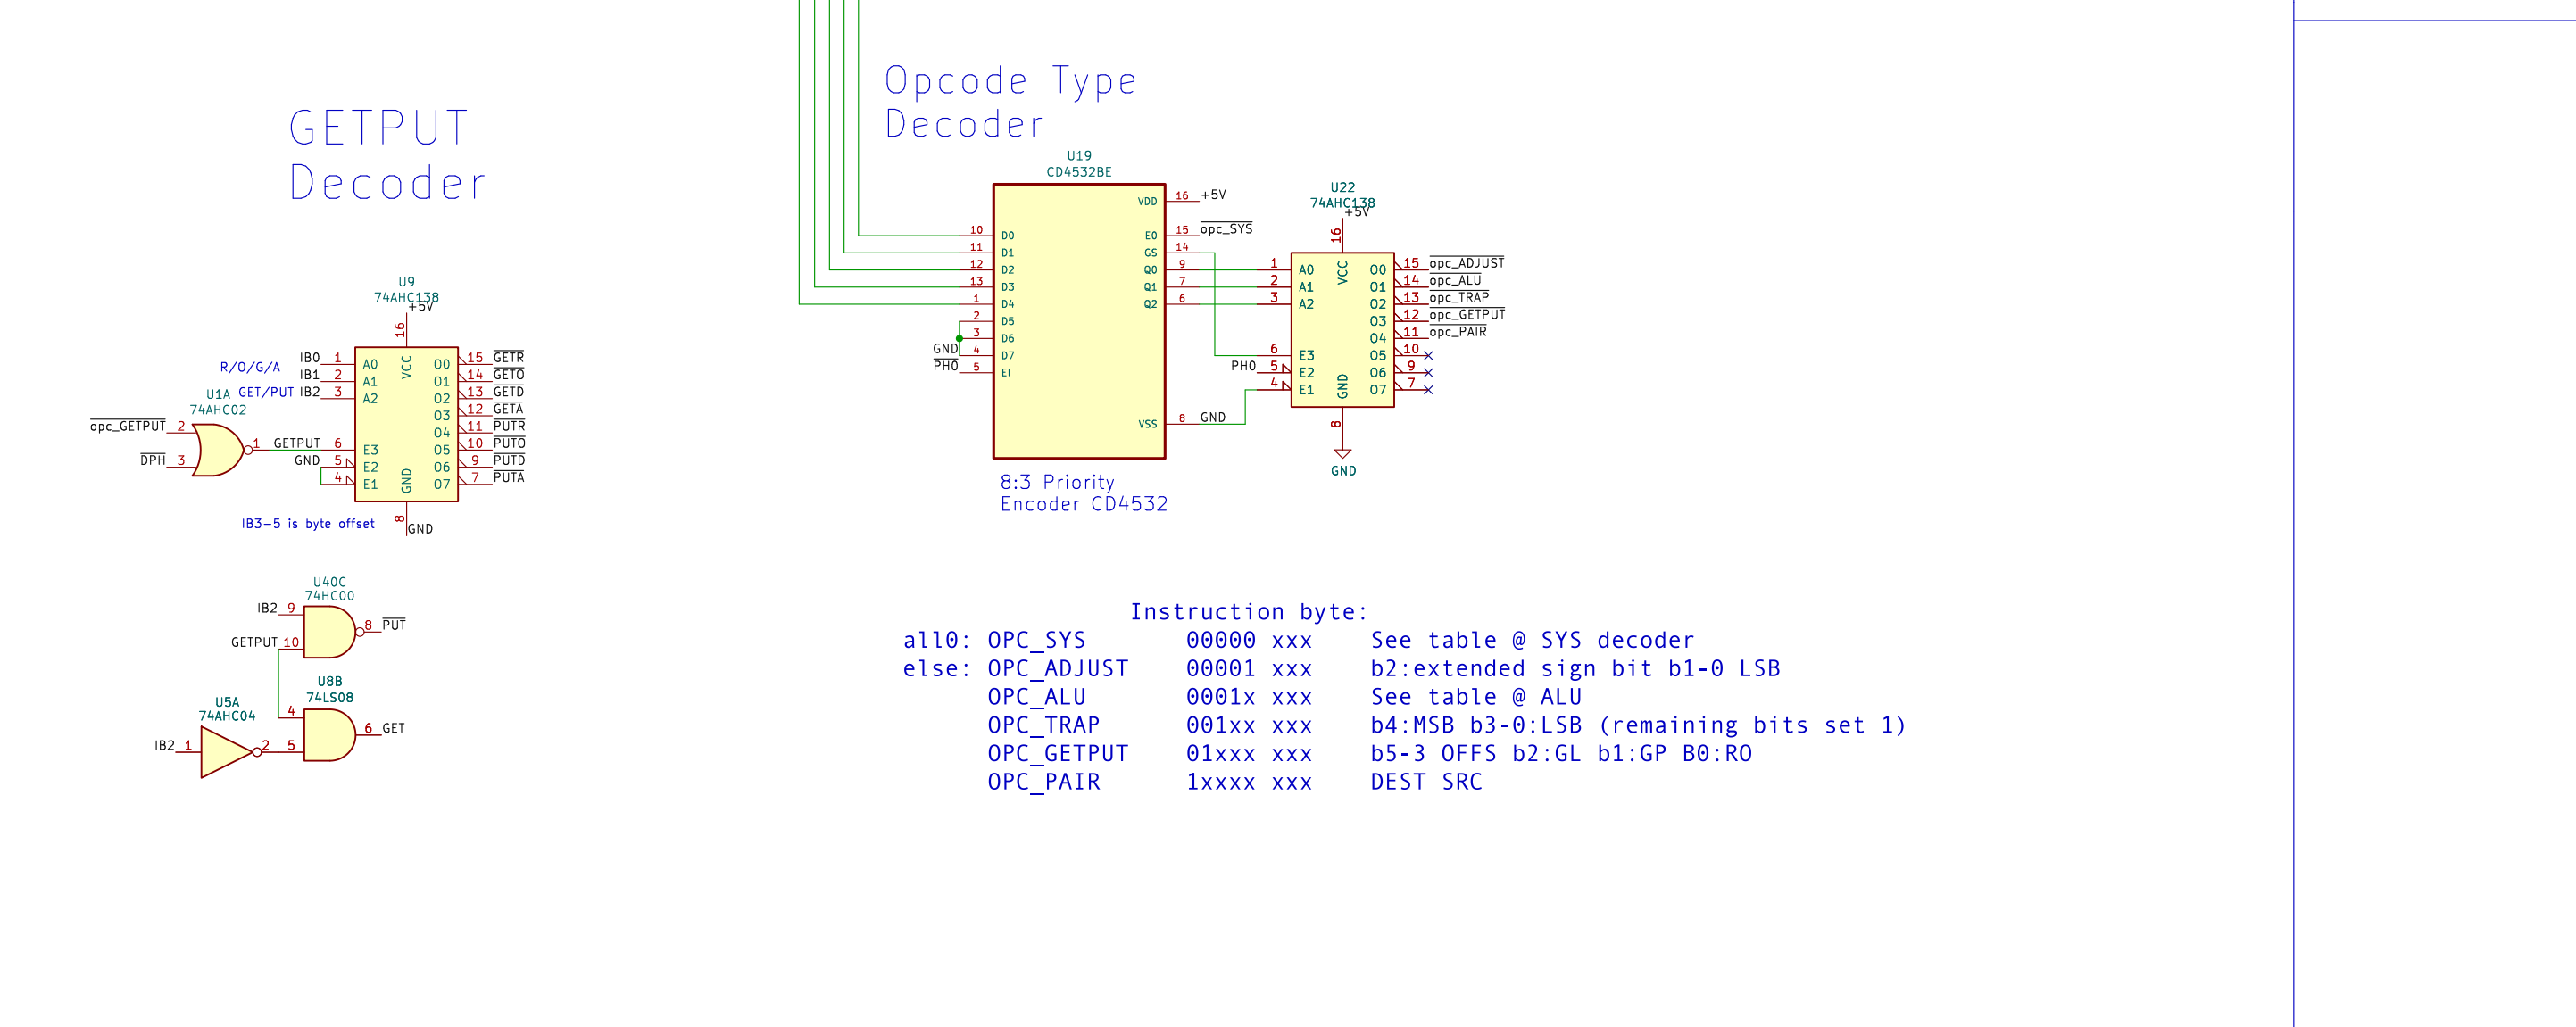 Opcode Type
Decoder
GETPUT
Decoder
U19
CD4532BE
VDD 16 +5V
10 D0 EO 15 opc_SYS
11 D1 GS 14
12 D2 Q0 9
13 D3 Q1 7
1 D4 Q2 6
2 D5
3 D6
GND 4 D7
PH0 5 EI
VSS 8 GND
8:3 Priority
Encoder CD4532
U22
74AHC138
+5V
16
VCC
1 A0 O0 15 opc_ADJUST
2 A1 O1 14 opc_ALU
3 A2 O2 13 opc_TRAP
O3 12 opc_GETPUT
O4 11 opc_PAIR
6 E3 O5 10
PH0 5 E2 O6 9
4 E1 O7 7
GND
8
GND
U9
74AHC138
+5V
16
VCC
R/O/G/A
GET/PUT
IB0 1 A0 O0 15 GETR
IB1 2 A1 O1 14 GETO
IB2 3 A2 O2 13 GETD
O3 12 GETA
O4 11 PUTR
O5 10 PUTO
O6 9 PUTD
O7 7 PUTA
GETPUT 6 E3
GND 5 E2
4 E1
GND
8
GND
U1A
74AHC02
opc_GETPUT 2
DPH 3
1
IB3-5 is byte offset
U40C
74HC00
IB2 9
GETPUT 10
8 PUT
U8B
74LS08
4
5
6 GET
U5A
74AHC04
IB2 1
2
Instruction byte:
all0: OPC_SYS 00000 xxx See table @ SYS decoder
else: OPC_ADJUST 00001 xxx b2:extended sign bit b1-0 LSB
OPC_ALU 0001x xxx See table @ ALU
OPC_TRAP 001xx xxx b4:MSB b3-0:LSB (remaining bits set 1)
OPC_GETPUT 01xxx xxx b5-3 OFFS b2:GL b1:GP B0:RO
OPC_PAIR 1xxxx xxx DEST SRC